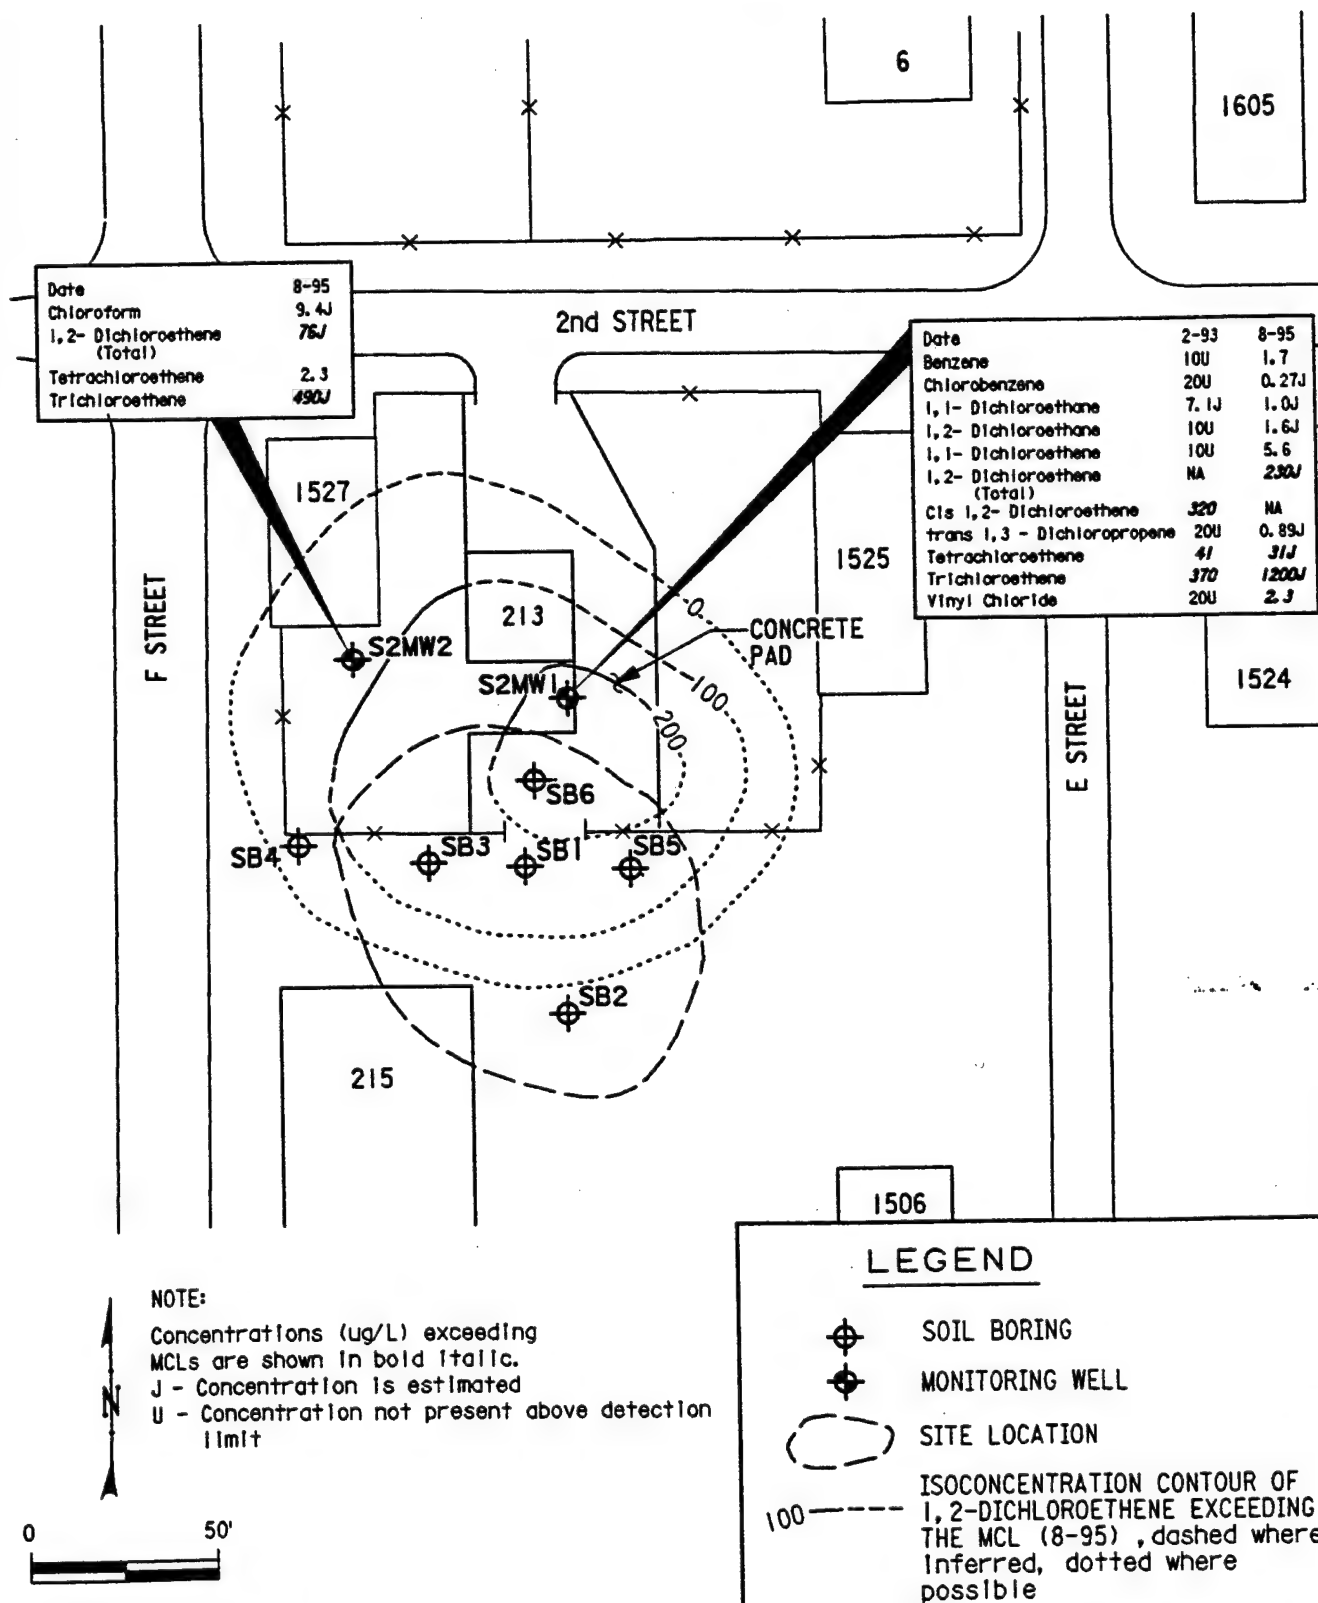 6
1605
Date 8-95
Chloroform 9.4J
1,2- Dichloroethene 76J
(Total)
Tetrachloroethene 2.3
Trichloroethene 490J
2nd STREET
Date 2-93 8-95
Benzene 10U 1.7
Chlorobenzene 20U 0.27J
1,1- Dichloroethane 7.1J 1.0J
1,2- Dichloroethane 10U 1.6J
1,1- Dichloroethene 10U 5.6
1,2- Dichloroethene NA 230J
(Total)
Cis 1,2- Dichloroethene 320 NA
trans 1,3 - Dichloropropene 20U 0.89J
Tetrachloroethene 41 31J
Trichloroethene 370 1200J
Vinyl Chloride 20U 2.3
1527
1525
213
0
CONCRETE
PAD
S2MW2
S2MW1
100
200
1524
F STREET
E STREET
SB6
SB4
SB3
SB1
SB5
SB2
215
1506
NOTE:
Concentrations (ug/L) exceeding
MCLs are shown in bold italic.
J - Concentration is estimated
U - Concentration not present above detection
limit
N
0 50'
LEGEND
SOIL BORING
MONITORING WELL
SITE LOCATION
100
ISOCONCENTRATION CONTOUR OF
1,2-DICHLOROETHENE EXCEEDING
THE MCL (8-95) , dashed where
inferred, dotted where
possible